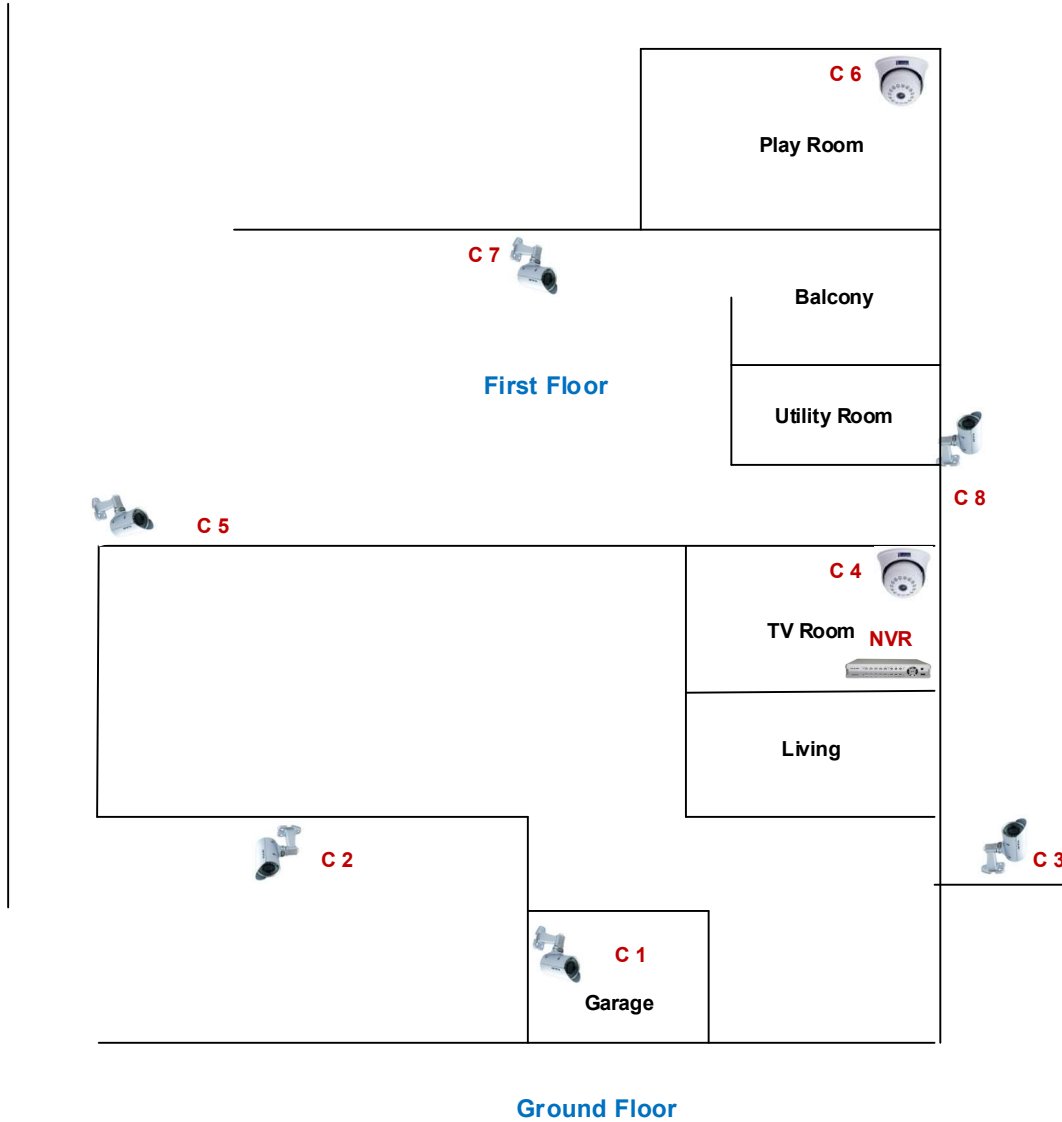 C 6
Play Room
C 7
Balcony
First Floor
Utility Room
C 8
C 5
C 4
TV Room
NVR
Living
C 2
C 3
C 1
Garage
Ground Floor